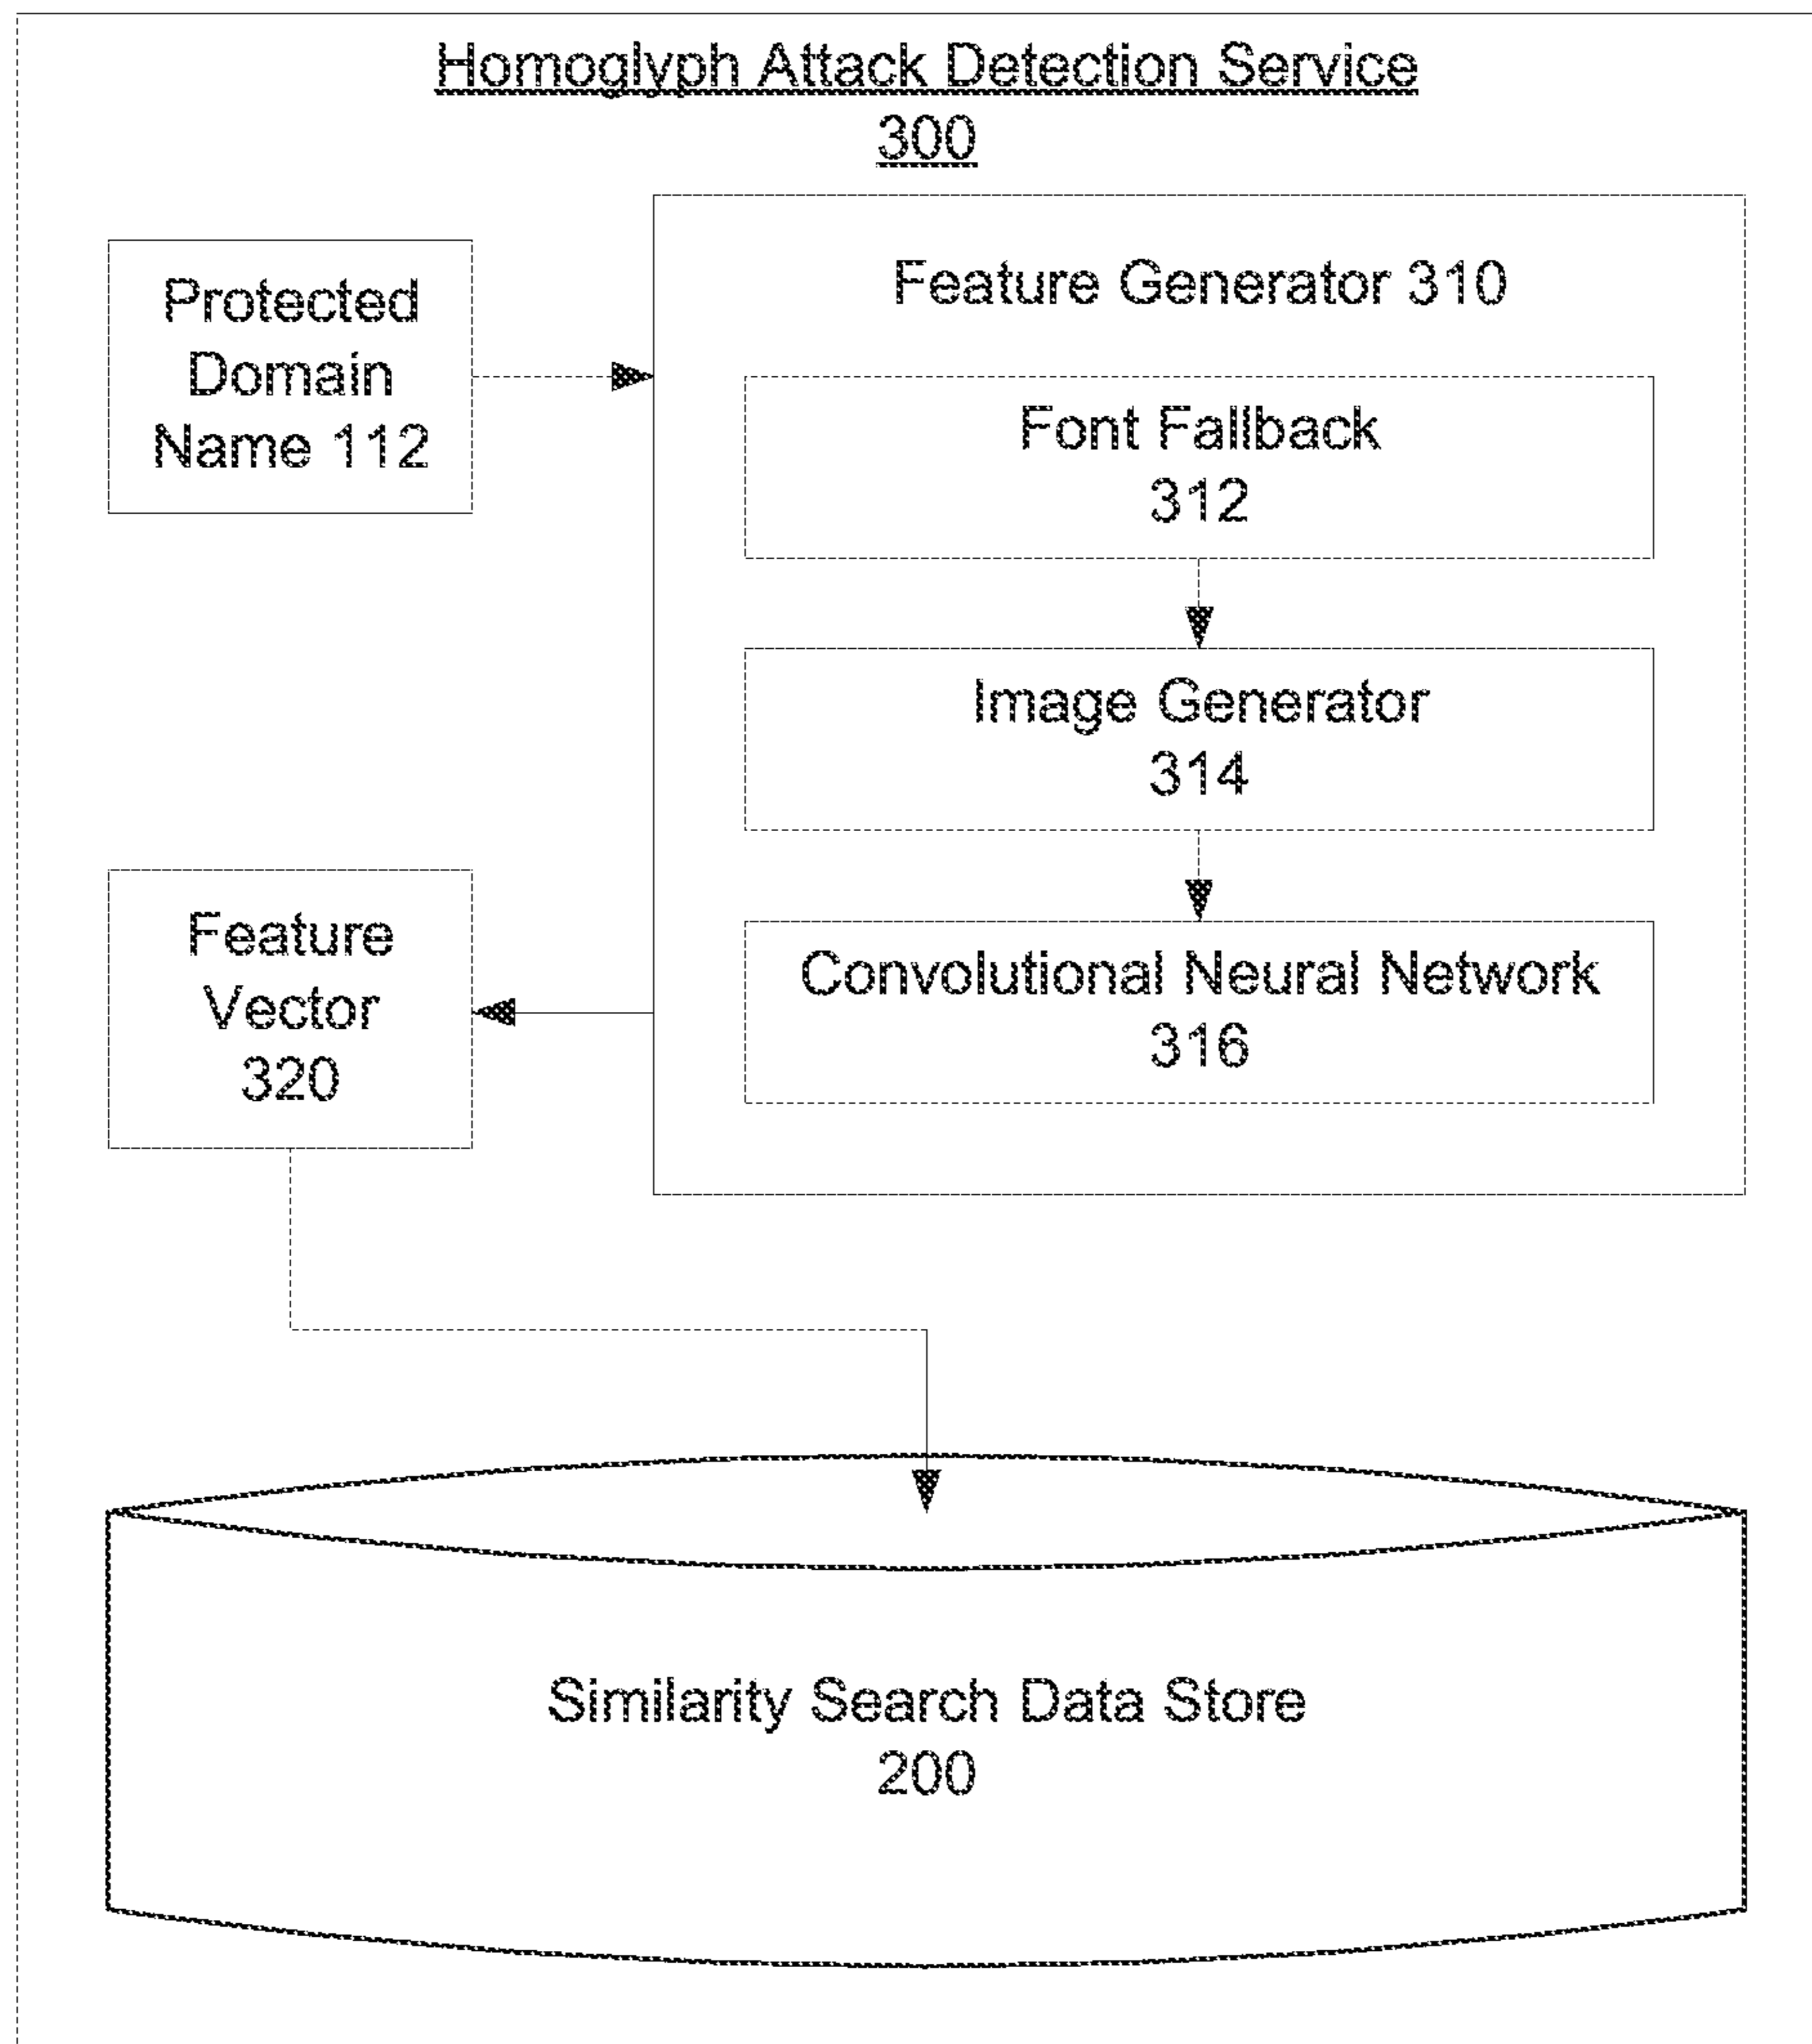 Homoglyph Attack Detection Service
300
Protected
Domain
Name 112
Feature Generator 310
Font Fallback
312
Image Generator
314
Convolutional Neural Network
316
Feature
Vector
320
Similarity Search Data Store
200